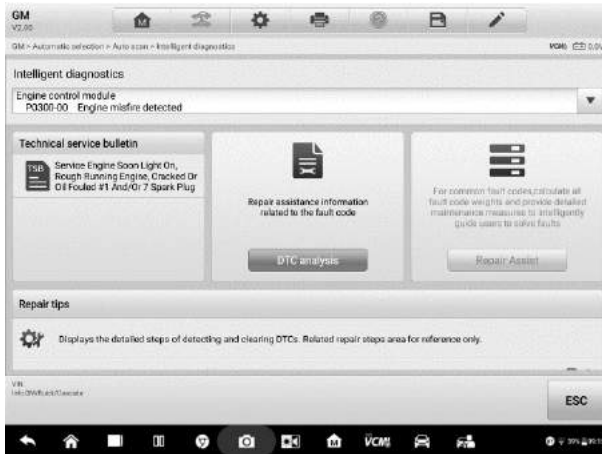 GM
V2.00
GM > Automatic selection > Auto scan > Intelligent diagnostics
VCMI 0.0V
Intelligent diagnostics
Engine control module
P0300-00 Engine misfire detected
Technical service bulletin
TSB
Service Engine Soon Light On,
Rough Running Engine, Cracked Or
Oil Fouled #1 And/Or 7 Spark Plug
Repair assistance information
related to the fault code
DTC analysis
For common fault codes,calculate all
fault code weights and provide detailed
maintenance measures to intelligently
guide users to solve faults
Repair Assist
Repair tips
Displays the detailed steps of detecting and clearing DTCs. Related repair steps area for reference only.
VIN
ESC
VCMI
39%